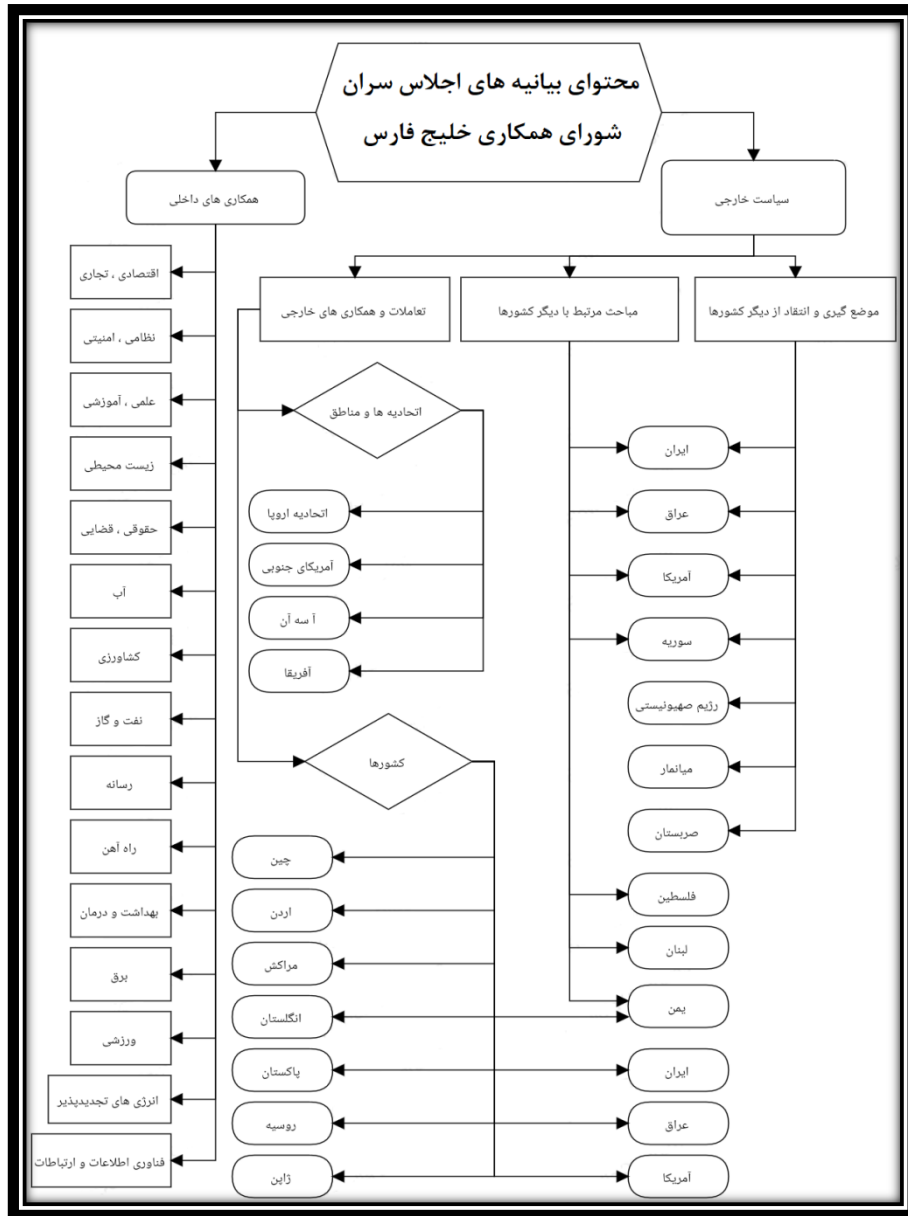 محتوای بیانیه های اجلاس سران
شورای همکاری خلیج فارس
سیاست خارجی
همکاری های داخلی
موضع گیری و انتقاد از دیگر کشورها
مباحث مرتبط با دیگر کشورها
تعاملات و همکاری های خارجی
ایران
عراق
آمریکا
سوریه
رژیم صهیونیستی
میانمار
صربستان
فلسطین
لبنان
یمن
ایران
عراق
آمریکا
اتحادیه ها و مناطق
اتحادیه اروپا
آمریکای جنوبی
آ سه آن
آفریقا
کشورها
چین
اردن
مراکش
انگلستان
پاکستان
روسیه
ژاپن
اقتصادی ، تجاری
نظامی ، امنیتی
علمی ، آموزشی
زیست محیطی
حقوقی ، قضایی
آب
کشاورزی
نفت و گاز
رسانه
راه آهن
بهداشت و درمان
برق
ورزشی
انرژی های تجدیدپذیر
فناوری اطلاعات و ارتباطات